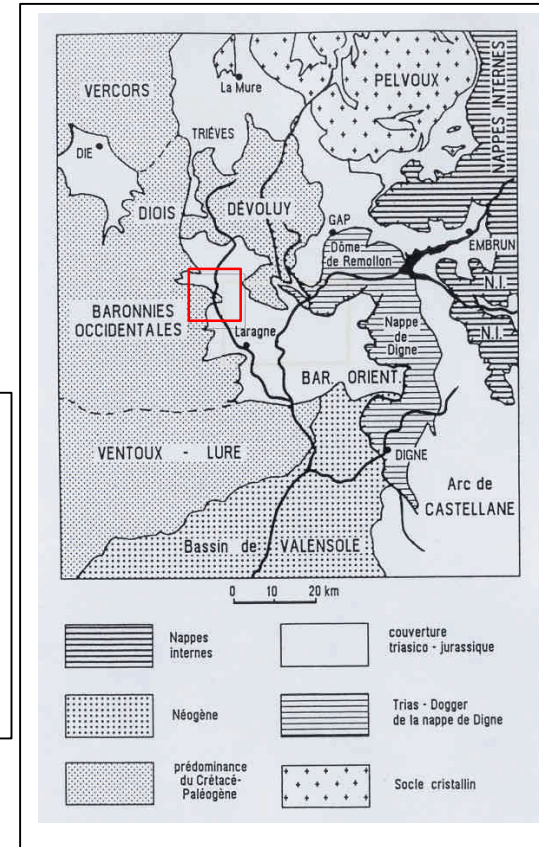 PELVOUX
VERCORS
La Mure
NAPPES INTERNES
TRIÉVES
DIE
DIOIS
DÉVOLUY
GAP
EMBRUN
Dôme
de Remollon
N.I.
BARONNIES
OCCIDENTALES
Nappe
de
Digne
N.I.
Laragne
BAR. ORIENT.
VENTOUX - LURE
DIGNE
Arc de
CASTELLANE
Bassin de VALENSOLE
0 10 20 km
Nappes
internes
couverture
triasico - jurassique
Néogène
Trias - Dogger
de la nappe de Digne
prédominance
du Crétacé-
Paléogène
Socle cristallin